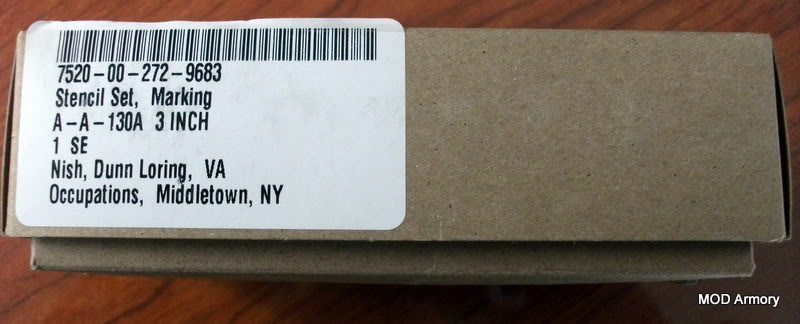 7520-00-272-9683
Stencil Set, Marking
A-A-130A 3 INCH
1 SE
Nish, Dunn Loring, VA
Occupations, Middletown, NY
MOD Armory